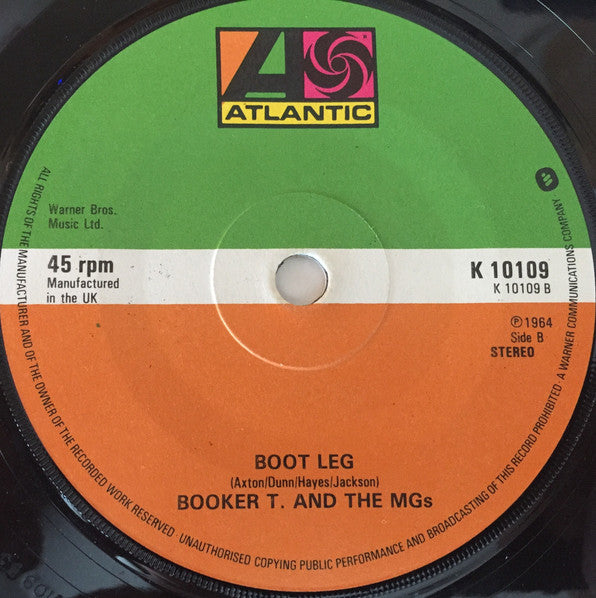 ATLANTIC
Warner Bros.
Music Ltd.
45 rpm
Manufactured
in the UK
K 10109
K 10109 B
℗1964
Side B
STEREO
BOOT LEG
(Axton/Dunn/Hayes/Jackson)
BOOKER T. AND THE MGs
ALL RIGHTS OF THE MANUFACTURER AND OF THE OWNER OF THE RECORDED WORK RESERVED · UNAUTHORISED COPYING PUBLIC PERFORMANCE AND BROADCASTING OF THIS RECORD PROHIBITED · A WARNER COMMUNICATIONS COMPANY